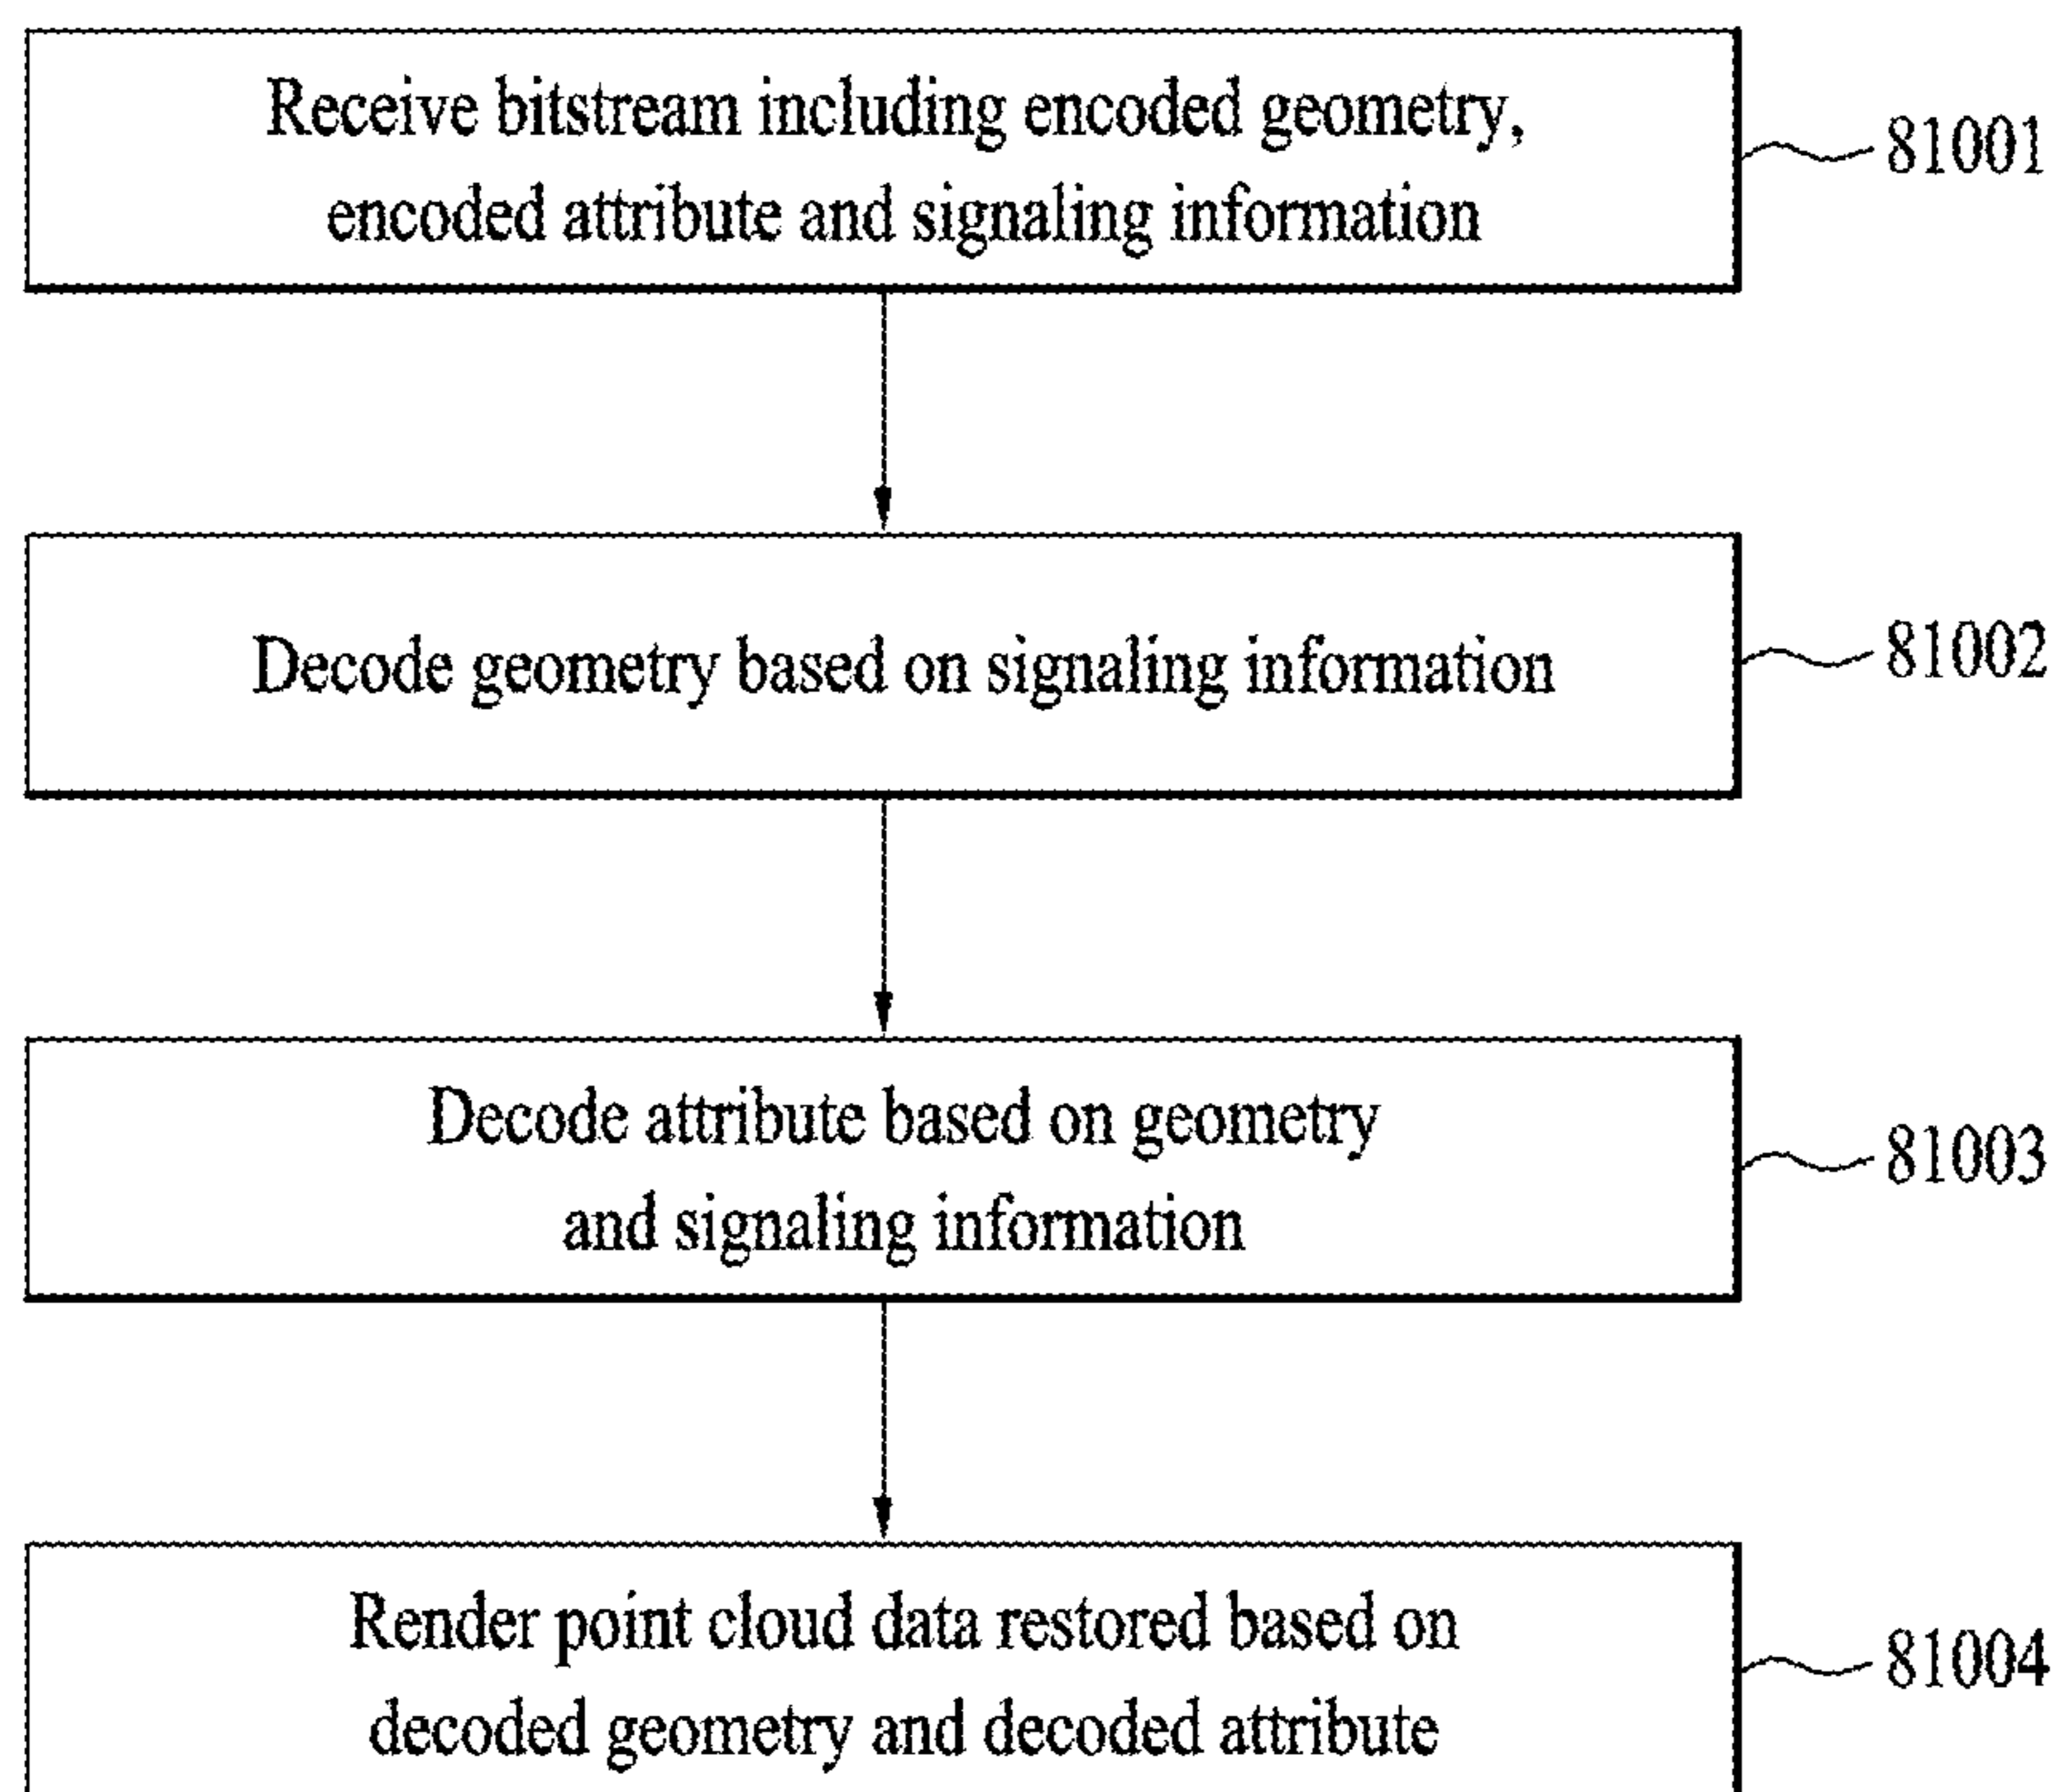 Receive bitstream including encoded geometry,
encoded attribute and signaling information
81001
Decode geometry based on signaling information
81002
Decode attribute based on geometry
and signaling information
81003
Render point cloud data restored based on
decoded geometry and decoded attribute
81004